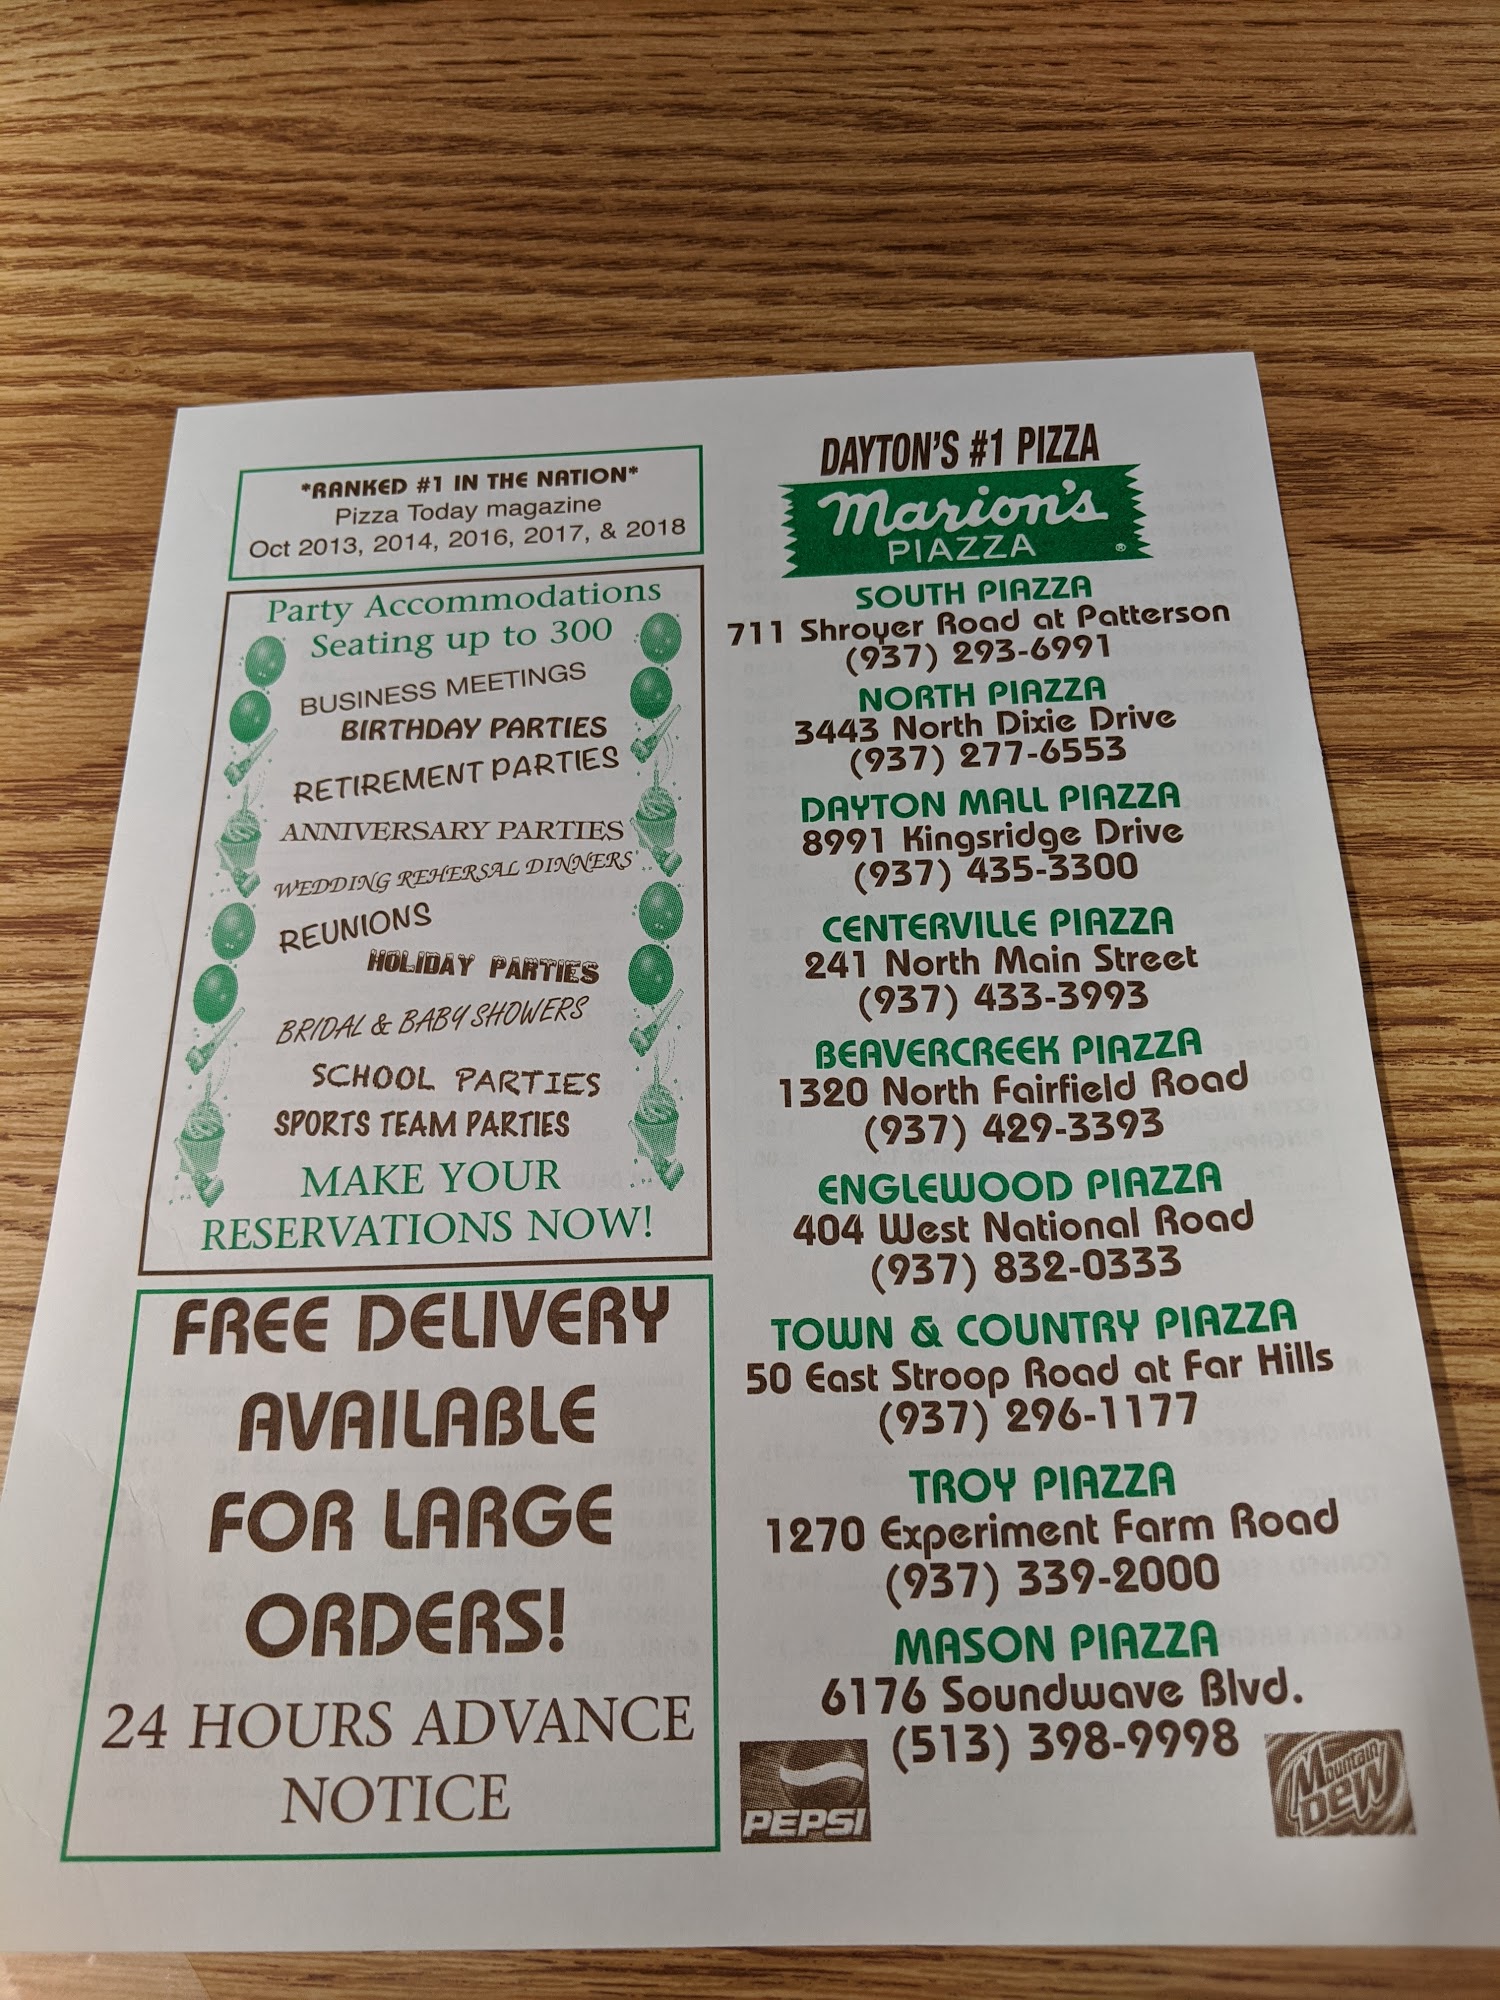 *RANKED #1 IN THE NATION*
Pizza Today magazine
Oct 2013, 2014, 2016, 2017, & 2018
Party Accommodations
Seating up to 300
BUSINESS MEETINGS
BIRTHDAY PARTIES
RETIREMENT PARTIES
ANNIVERSARY PARTIES
WEDDING REHERSAL DINNERS'
REUNIONS
HOLIDAY PARTIES
BRIDAL & BABY SHOWERS
SCHOOL PARTIES
SPORTS TEAM PARTIES
MAKE YOUR
RESERVATIONS NOW!
FREE DELIVERY
AVAILABLE
FOR LARGE
ORDERS!
24 HOURS ADVANCE
NOTICE
DAYTON'S #1 PIZZA
Marion's
PIAZZA
®
SOUTH PIAZZA
711 Shroyer Road at Patterson
(937) 293-6991
NORTH PIAZZA
3443 North Dixie Drive
(937) 277-6553
DAYTON MALL PIAZZA
8991 Kingsridge Drive
(937) 435-3300
CENTERVILLE PIAZZA
241 North Main Street
(937) 433-3993
BEAVERCREEK PIAZZA
1320 North Fairfield Road
(937) 429-3393
ENGLEWOOD PIAZZA
404 West National Road
(937) 832-0333
TOWN & COUNTRY PIAZZA
50 East Stroop Road at Far Hills
(937) 296-1177
TROY PIAZZA
1270 Experiment Farm Road
(937) 339-2000
MASON PIAZZA
6176 Soundwave Blvd.
(513) 398-9998
PEPSI
Mountain
Dew